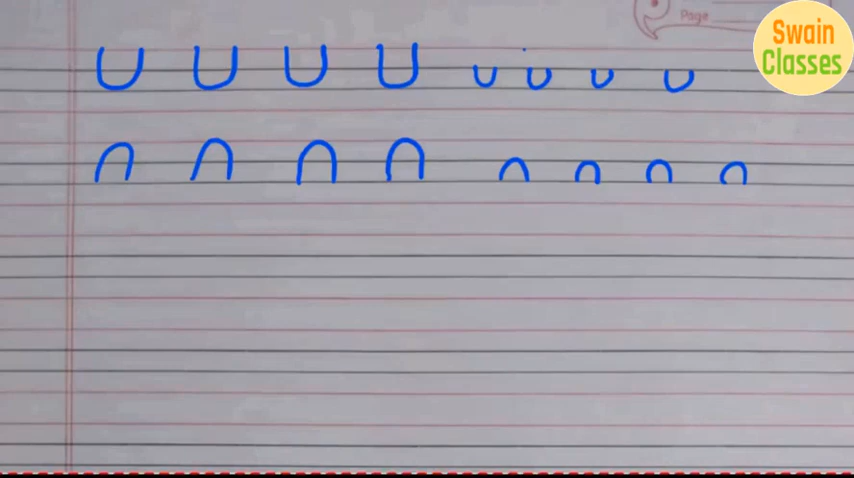 Page
Swain
Classes
U U U U u u u u
∩ ∩ ∩ ∩ ∩ ∩ ∩ ∩